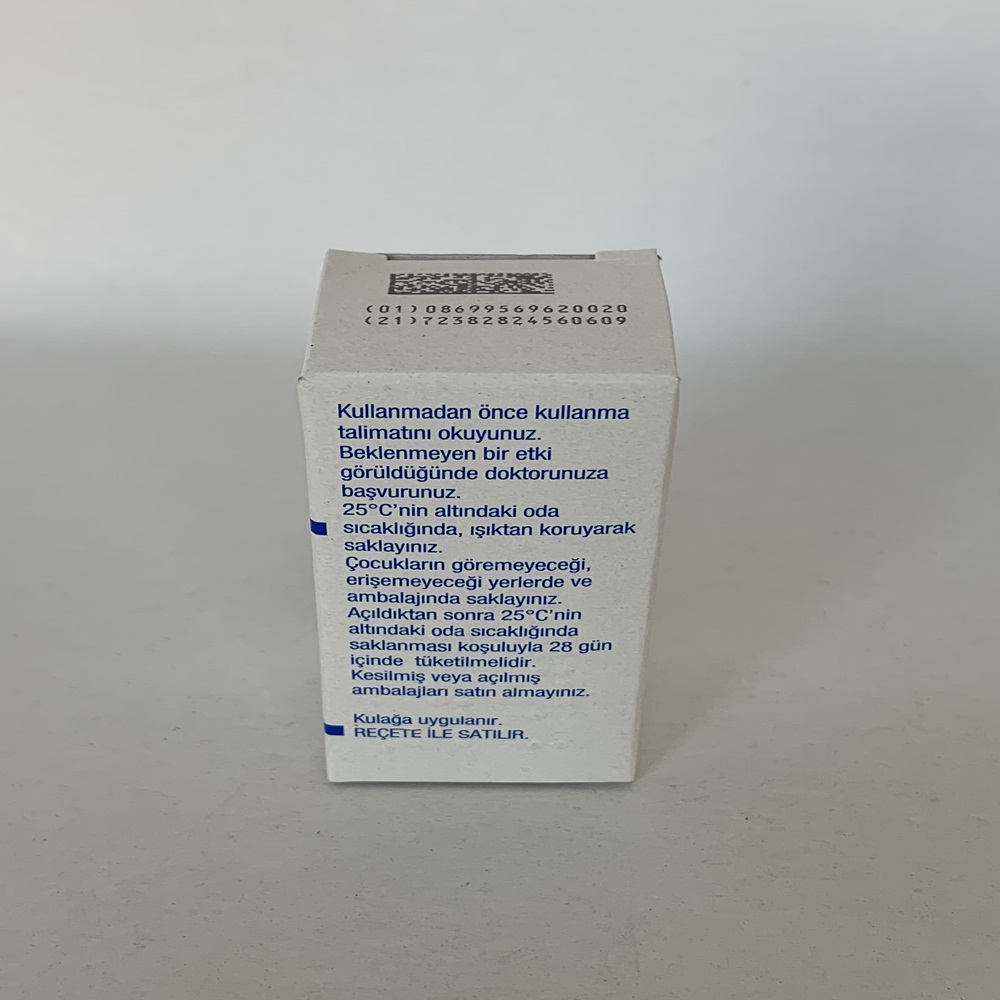 (01)08699569620020
(21)72382824560609
Kullanmadan önce kullanma
talimatını okuyunuz.
Beklenmeyen bir etki
görüldüğünde doktorunuza
başvurunuz.
25°C'nin altındaki oda
sıcaklığında, ışıktan koruyarak
saklayınız.
Çocukların göremeyeceği,
erişemeyeceği yerlerde ve
ambalajında saklayınız.
Açıldıktan sonra 25°C'nin
altındaki oda sıcaklığında
saklanması koşuluyla 28 gün
içinde tüketilmelidir.
Kesilmiş veya açılmış
ambalajları satın almayınız.
Kulağa uygulanır.
REÇETE İLE SATILIR.